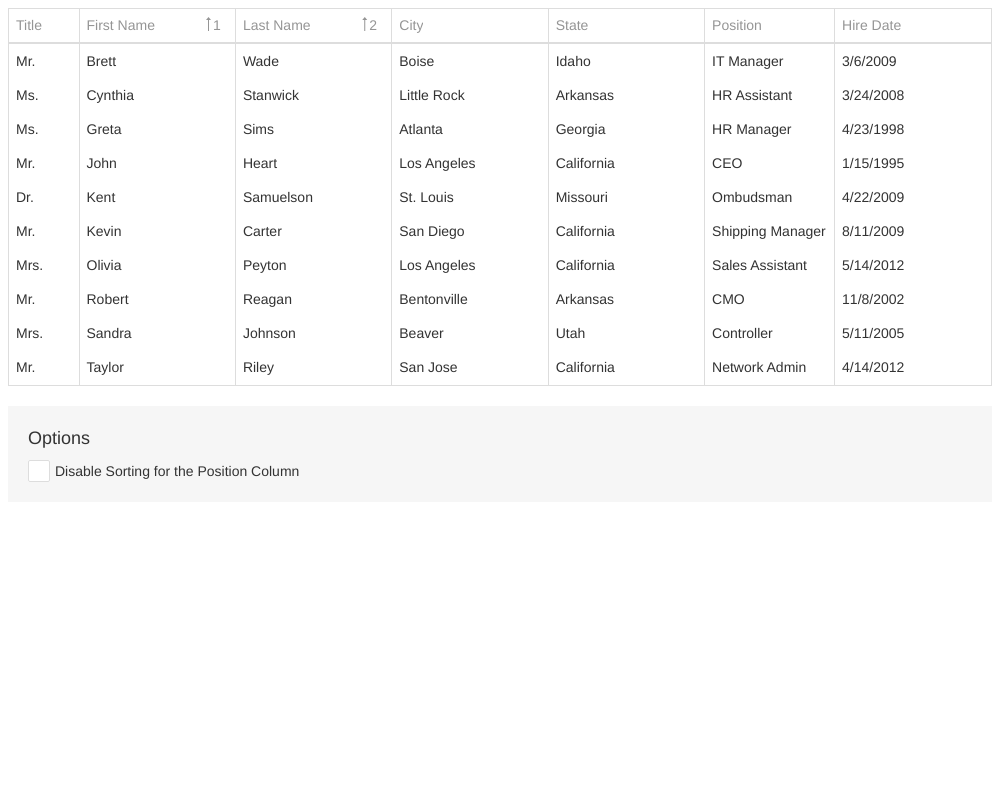 Title First Name ↑1 Last Name ↑2 City State Position Hire Date
Mr. Brett Wade Boise Idaho IT Manager 3/6/2009
Ms. Cynthia Stanwick Little Rock Arkansas HR Assistant 3/24/2008
Ms. Greta Sims Atlanta Georgia HR Manager 4/23/1998
Mr. John Heart Los Angeles California CEO 1/15/1995
Dr. Kent Samuelson St. Louis Missouri Ombudsman 4/22/2009
Mr. Kevin Carter San Diego California Shipping Manager 8/11/2009
Mrs. Olivia Peyton Los Angeles California Sales Assistant 5/14/2012
Mr. Robert Reagan Bentonville Arkansas CMO 11/8/2002
Mrs. Sandra Johnson Beaver Utah Controller 5/11/2005
Mr. Taylor Riley San Jose California Network Admin 4/14/2012
Options
Disable Sorting for the Position Column